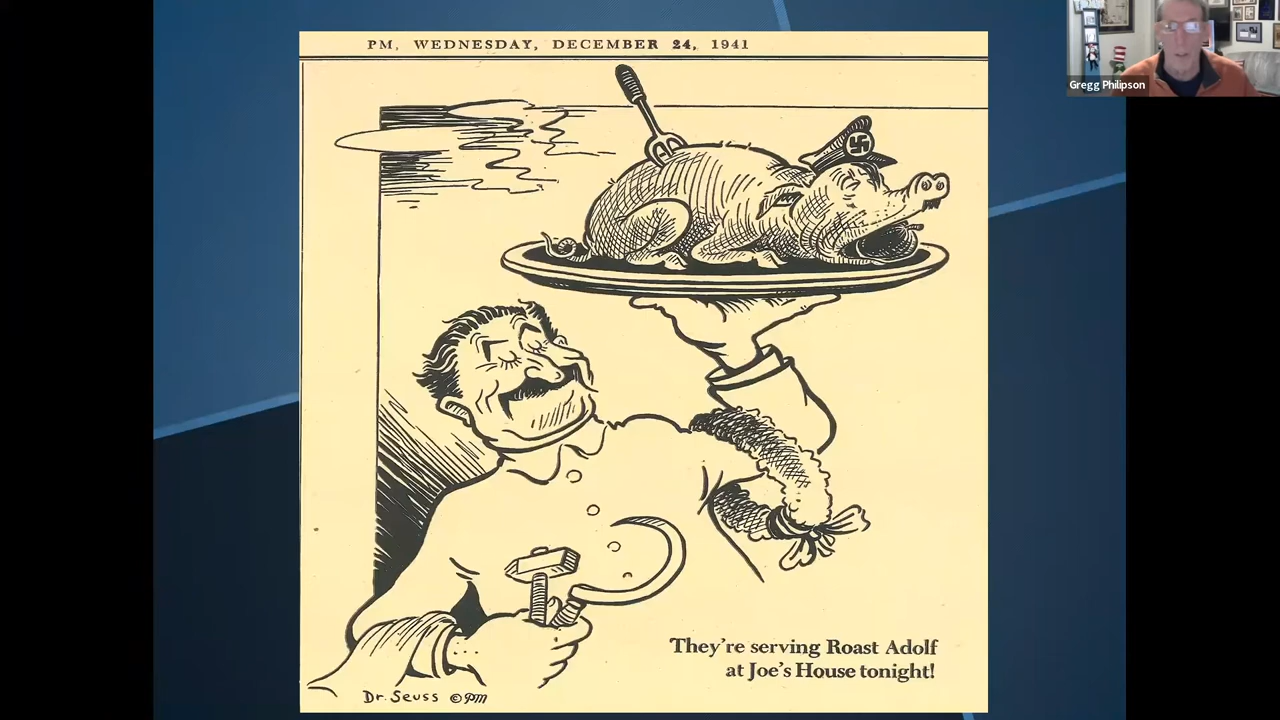 PM, WEDNESDAY, DECEMBER 24, 1941
Gregg Philipson
They're serving Roast Adolf
at Joe's House tonight!
Dr. Seuss ©PM